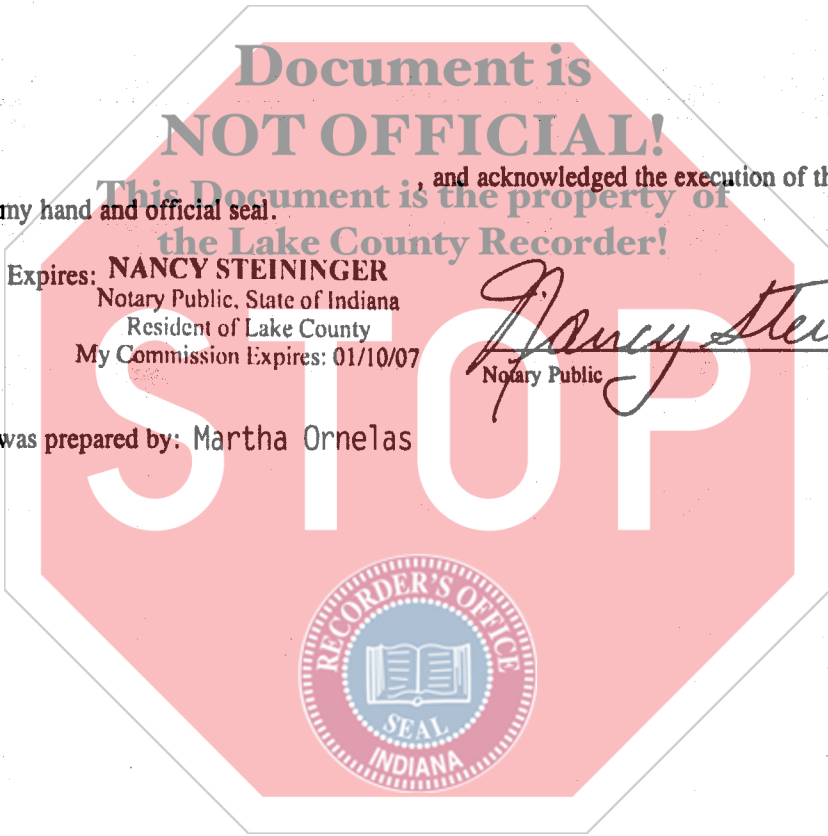 Document is
NOT OFFICIAL!
, and acknowledged the execution of th
This Document is the property of
my hand and official seal.
the Lake County Recorder!
Expires: NANCY STEININGER
Notary Public, State of Indiana
Resident of Lake County
My Commission Expires: 01/10/07
Nancy Stei
Notary Public
was prepared by: Martha Ornelas
STOP
RECORDER'S OFFICE
SEAL
INDIANA